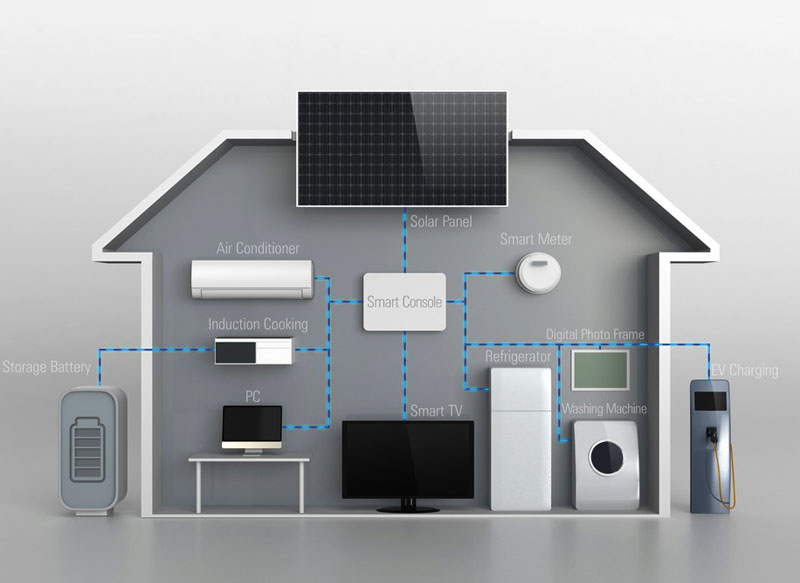 Solar Panel
Air Conditioner
Smart Meter
Smart Console
Induction Cooking
Digital Photo Frame
Storage Battery
Refrigerator
EV Charging
PC
Smart TV
Washing Machine